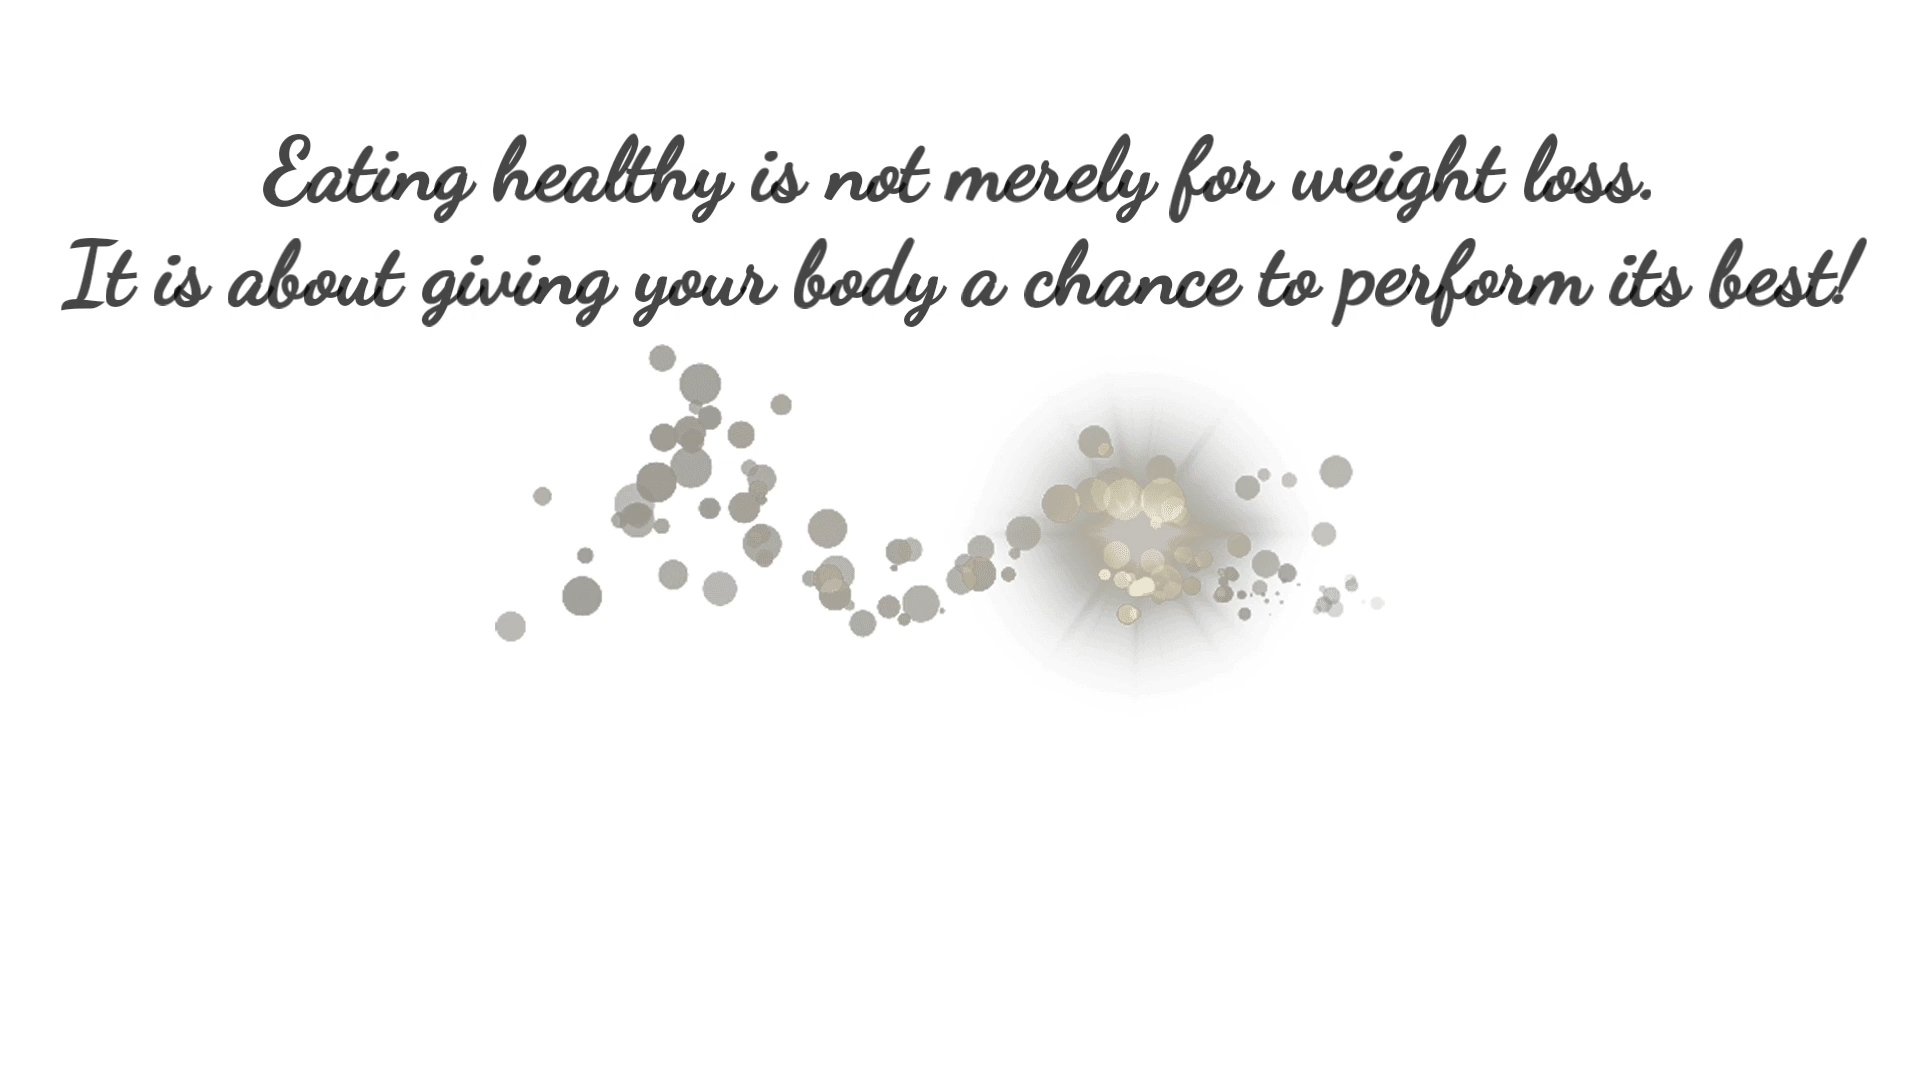 Eating healthy is not merely for weight loss.
It is about giving your body a chance to perform its best!